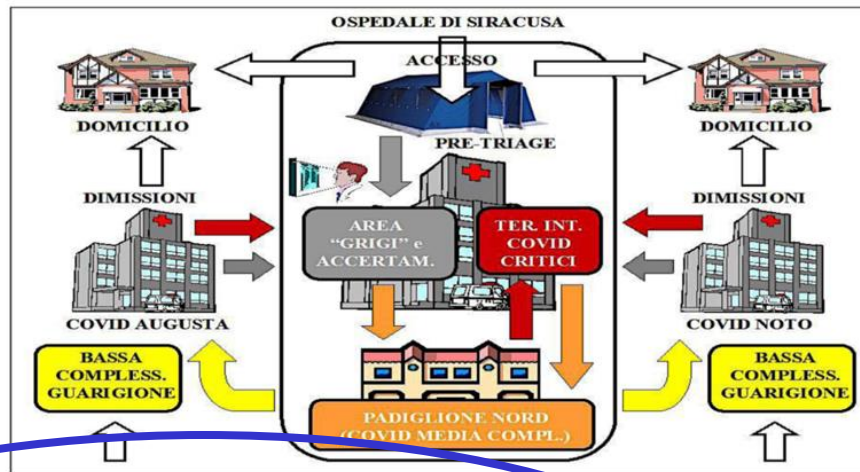 OSPEDALE DI SIRACUSA
ACCESSO
DOMICILIO
PRE-TRIAGE
DOMICILIO
DIMISSIONI
DIMISSIONI
AREA
"GRIGI" e
ACCERTAM.
TER. INT.
COVID
CRITICI
COVID AUGUSTA
COVID NOTO
BASSA
COMPLESS.
GUARIGIONE
BASSA
COMPLESS.
GUARIGIONE
PADIGLIONE NORD
(COVID MEDIA COMPL.)